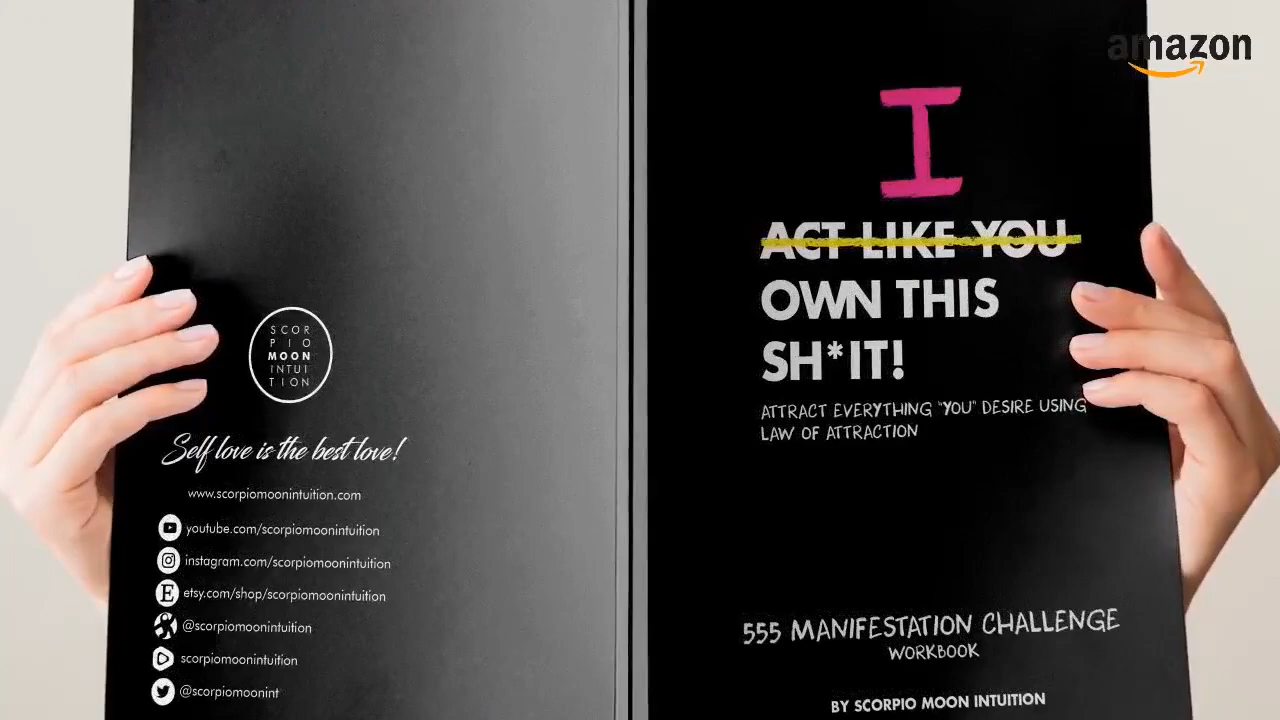 amazon
SCOR
PIO
MOON
INTUI
TION
Self love is the best love!
www.scorpiomoonintuition.com
youtube.com/scorpiomoonintuition
instagram.com/scorpiomoonintuition
E etsy.com/shop/scorpiomoonintuition
@scorpiomoonintuition
scorpiomoonintuition
@scorpiomoonint
I
ACT LIKE YOU
OWN THIS
SH*IT!
ATTRACT EVERYTHING "YOU" DESIRE USING
LAW OF ATTRACTION
555 MANIFESTATION CHALLENGE
WORKBOOK
BY SCORPIO MOON INTUITION